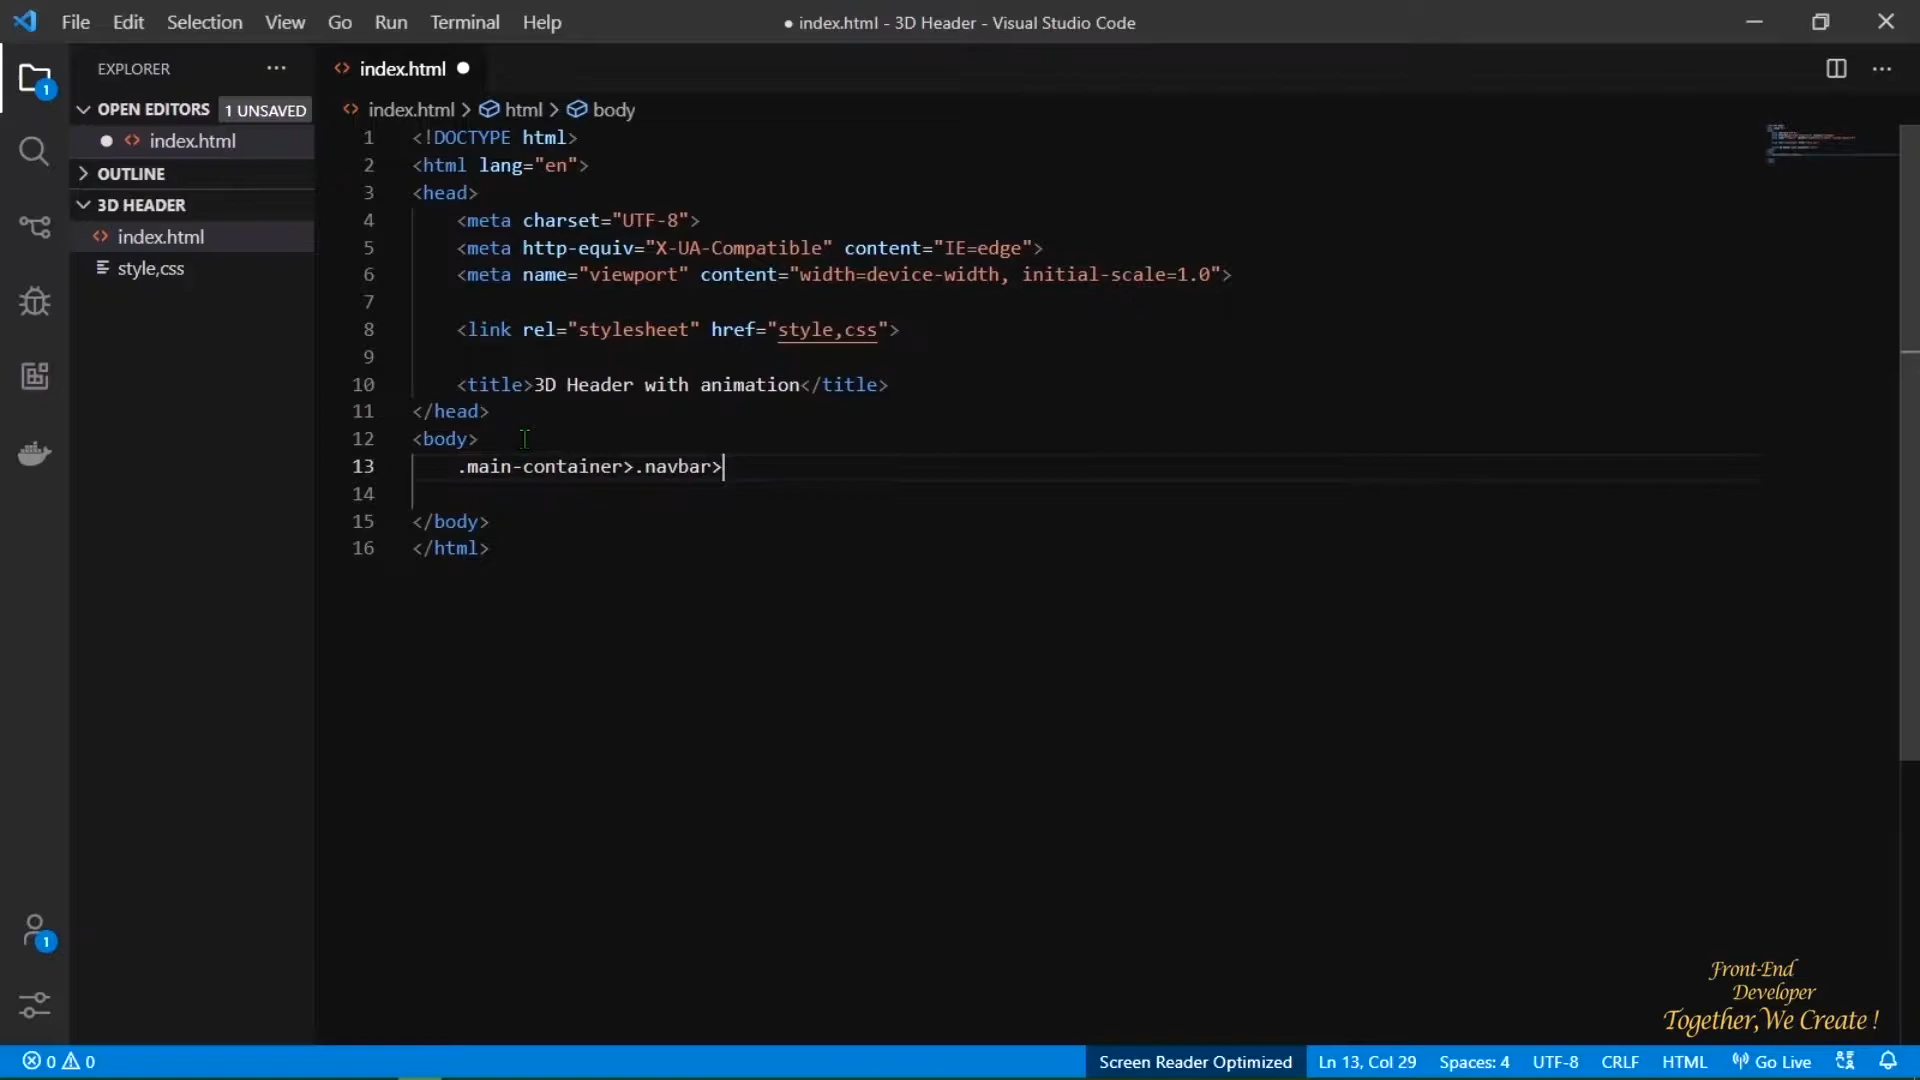 File Edit Selection View Go Run Terminal Help
● index.html - 3D Header - Visual Studio Code
EXPLORER
OPEN EDITORS 1 UNSAVED
index.html
OUTLINE
3D HEADER
index.html
style,css
1
1
index.html
index.html > html > body
1 <!DOCTYPE html>
2 <html lang="en">
3 <head>
4 <meta charset="UTF-8">
5 <meta http-equiv="X-UA-Compatible" content="IE=edge">
6 <meta name="viewport" content="width=device-width, initial-scale=1.0">
7
8 <link rel="stylesheet" href="style,css">
9
10 <title>3D Header with animation</title>
11 </head>
12 <body>
13 .main-container>.navbar>
14
15 </body>
16 </html>
Front-End
Developer
Together,We Create !
0 0 Screen Reader Optimized Ln 13, Col 29 Spaces: 4 UTF-8 CRLF HTML Go Live